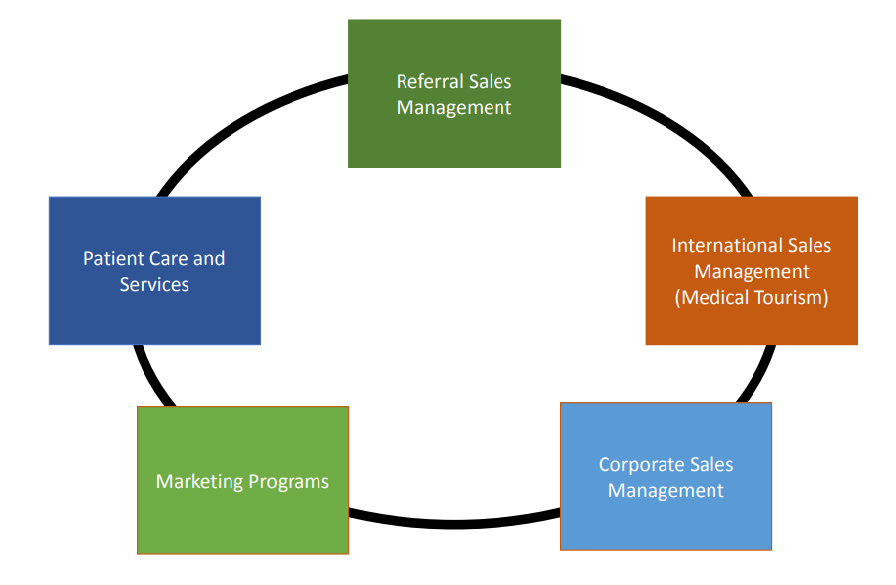 Referral Sales
Management
International Sales
Management
(Medical Tourism)
Corporate Sales
Management
Marketing Programs
Patient Care and
Services